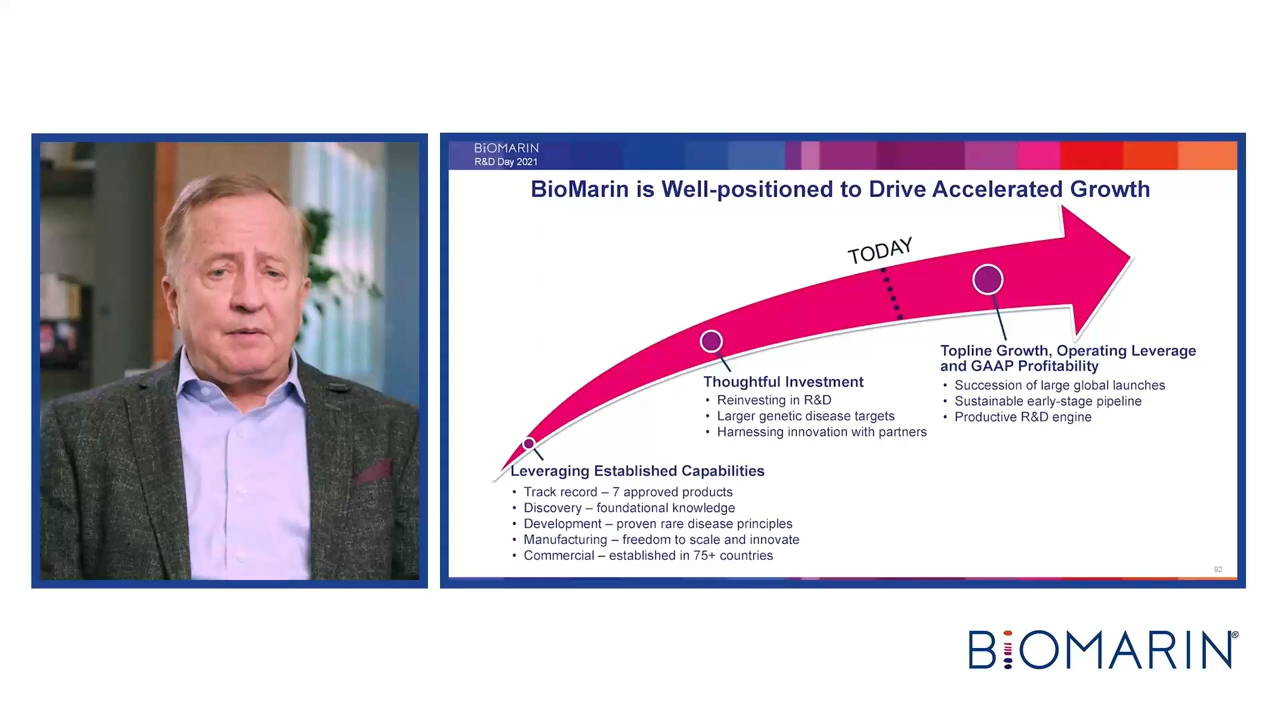 BiOMARIN
R&D Day 2021
BioMarin is Well-positioned to Drive Accelerated Growth
TODAY
Topline Growth, Operating Leverage
and GAAP Profitability
• Succession of large global launches
• Sustainable early-stage pipeline
• Productive R&D engine
Thoughtful Investment
• Reinvesting in R&D
• Larger genetic disease targets
• Harnessing innovation with partners
Leveraging Established Capabilities
• Track record – 7 approved products
• Discovery – foundational knowledge
• Development – proven rare disease principles
• Manufacturing – freedom to scale and innovate
• Commercial – established in 75+ countries
92
BiOMARIN®